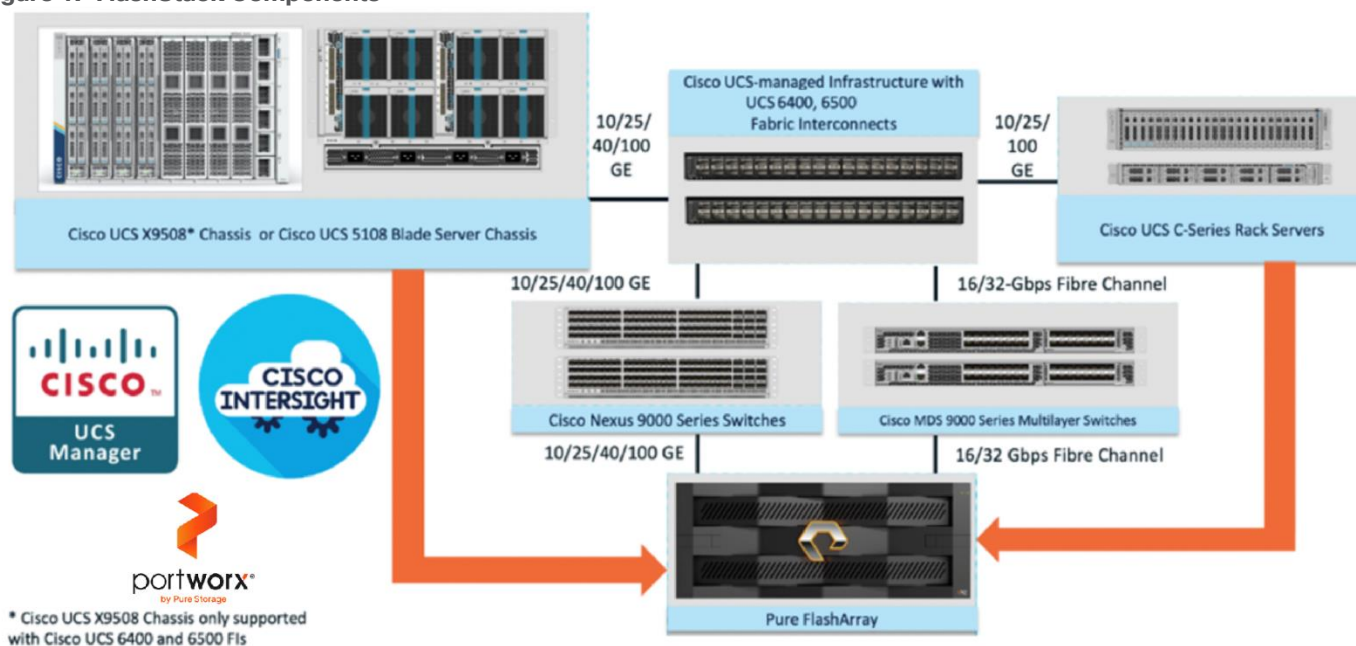 Figure 1. FlashStack Components
Cisco UCS-managed Infrastructure with
UCS 6400, 6500
Fabric Interconnects
10/25/
40/100
GE
10/25/
100
GE
Cisco UCS X9508* Chassis or Cisco UCS 5108 Blade Server Chassis
Cisco UCS C-Series Rack Servers
10/25/40/100 GE
16/32-Gbps Fibre Channel
CISCO
UCS
Manager
CISCO
INTERSIGHT
Cisco Nexus 9000 Series Switches
Cisco MDS 9000 Series Multilayer Switches
10/25/40/100 GE
16/32 Gbps Fibre Channel
portworx
by Pure Storage
Pure FlashArray
* Cisco UCS X9508 Chassis only supported
with Cisco UCS 6400 and 6500 FIs